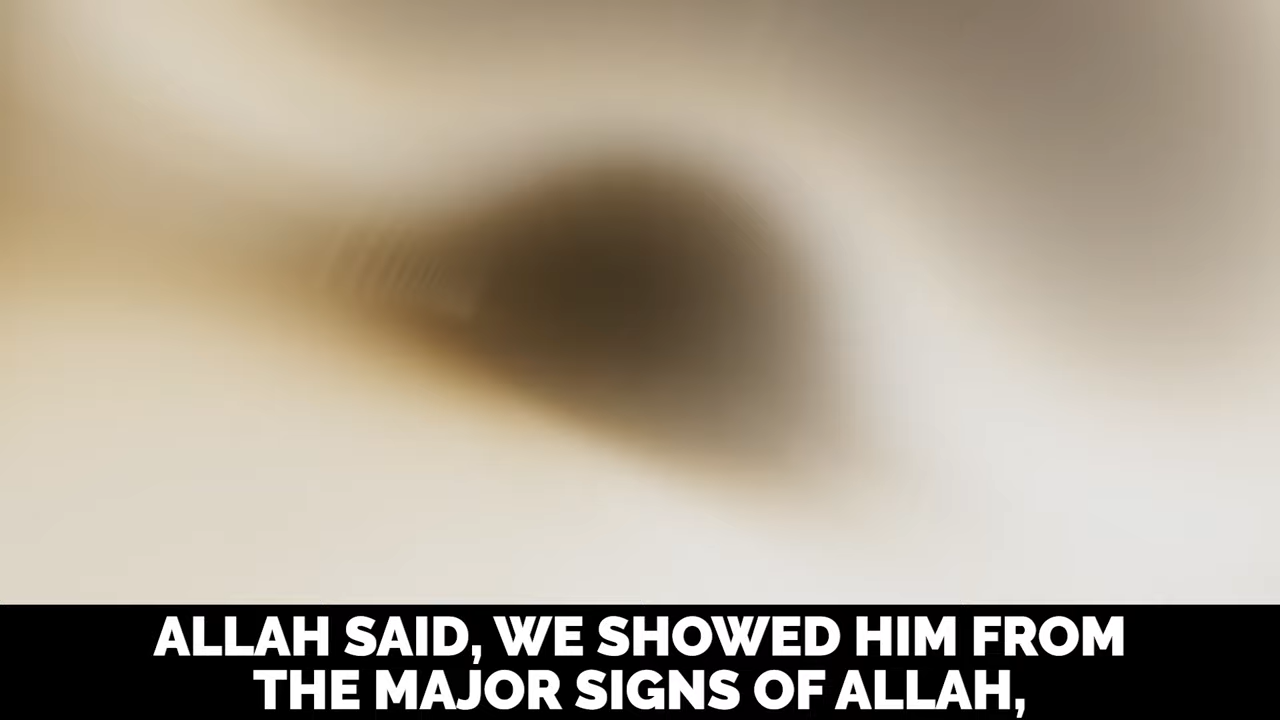 ALLAH SAID, WE SHOWED HIM FROM
THE MAJOR SIGNS OF ALLAH,